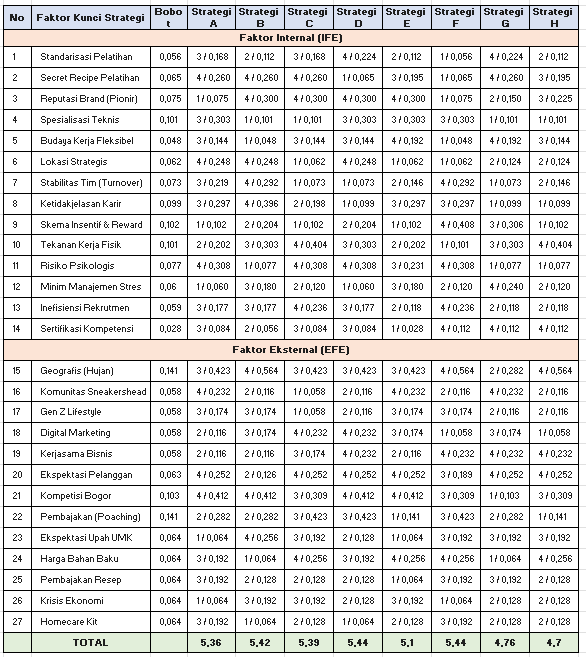 No Faktor Kunci Strategi Bobot Strategi A Strategi B Strategi C Strategi D Strategi E Strategi F Strategi G Strategi H
Faktor Internal (IFE)
1 Standarisasi Pelatihan 0,056 3 / 0,168 2 / 0,112 3 / 0,168 4 / 0,224 2 / 0,112 1 / 0,056 4 / 0,224 2 / 0,112
2 Secret Recipe Pelatihan 0,065 4 / 0,260 4 / 0,260 4 / 0,260 1 / 0,065 3 / 0,195 1 / 0,065 4 / 0,260 3 / 0,195
3 Reputasi Brand (Pionir) 0,075 1 / 0,075 4 / 0,300 4 / 0,300 4 / 0,300 4 / 0,300 1 / 0,075 2 / 0,150 3 / 0,225
4 Spesialisasi Teknis 0,101 3 / 0,303 1 / 0,101 1 / 0,101 3 / 0,303 3 / 0,303 3 / 0,303 1 / 0,101 1 / 0,101
5 Budaya Kerja Fleksibel 0,048 3 / 0,144 1 / 0,048 3 / 0,144 3 / 0,144 4 / 0,192 1 / 0,048 4 / 0,192 3 / 0,144
6 Lokasi Strategis 0,062 4 / 0,248 4 / 0,248 1 / 0,062 4 / 0,248 1 / 0,062 1 / 0,062 2 / 0,124 2 / 0,124
7 Stabilitas Tim (Turnover) 0,073 3 / 0,219 4 / 0,292 1 / 0,073 1 / 0,073 2 / 0,146 4 / 0,292 1 / 0,073 2 / 0,146
8 Ketidakjelasan Karir 0,099 3 / 0,297 4 / 0,396 2 / 0,198 1 / 0,099 3 / 0,297 3 / 0,297 1 / 0,099 1 / 0,099
9 Skema Insentif & Reward 0,102 1 / 0,102 2 / 0,204 1 / 0,102 2 / 0,204 1 / 0,102 4 / 0,408 3 / 0,306 1 / 0,102
10 Tekanan Kerja Fisik 0,101 2 / 0,202 3 / 0,303 4 / 0,404 3 / 0,303 2 / 0,202 1 / 0,101 3 / 0,303 4 / 0,404
11 Risiko Psikologis 0,077 4 / 0,308 1 / 0,077 4 / 0,308 4 / 0,308 3 / 0,231 4 / 0,308 1 / 0,077 1 / 0,077
12 Minim Manajemen Stres 0,06 1 / 0,060 3 / 0,180 2 / 0,120 1 / 0,060 3 / 0,180 2 / 0,120 4 / 0,240 2 / 0,120
13 Inefisiensi Rekrutmen 0,059 3 / 0,177 3 / 0,177 4 / 0,236 3 / 0,177 2 / 0,118 4 / 0,236 2 / 0,118 2 / 0,118
14 Sertifikasi Kompetensi 0,028 3 / 0,084 2 / 0,056 3 / 0,084 3 / 0,084 1 / 0,028 4 / 0,112 4 / 0,112 4 / 0,112
Faktor Eksternal (EFE)
15 Geografis (Hujan) 0,141 3 / 0,423 4 / 0,564 3 / 0,423 3 / 0,423 3 / 0,423 4 / 0,564 2 / 0,282 4 / 0,564
16 Komunitas Sneakershead 0,058 4 / 0,232 2 / 0,116 1 / 0,058 2 / 0,116 4 / 0,232 2 / 0,116 4 / 0,232 2 / 0,116
17 Gen Z Lifestyle 0,058 3 / 0,174 3 / 0,174 1 / 0,058 3 / 0,174 2 / 0,116 3 / 0,174 2 / 0,116 2 / 0,116
18 Digital Marketing 0,058 2 / 0,116 3 / 0,174 4 / 0,232 4 / 0,232 3 / 0,174 1 / 0,058 3 / 0,174 1 / 0,058
19 Kerjasama Bisnis 0,058 2 / 0,116 2 / 0,116 3 / 0,174 4 / 0,232 2 / 0,116 4 / 0,232 4 / 0,232 4 / 0,232
20 Ekspektasi Pelanggan 0,063 4 / 0,252 2 / 0,126 4 / 0,252 4 / 0,252 4 / 0,252 3 / 0,189 4 / 0,252 4 / 0,252
21 Kompetisi Bogor 0,103 4 / 0,412 4 / 0,412 3 / 0,309 4 / 0,412 4 / 0,412 3 / 0,309 1 / 0,103 3 / 0,309
22 Pembajakan (Poaching) 0,141 2 / 0,282 2 / 0,282 3 / 0,423 3 / 0,423 1 / 0,141 3 / 0,423 2 / 0,282 1 / 0,141
23 Ekspektasi Upah UMK 0,064 1 / 0,064 4 / 0,256 3 / 0,192 2 / 0,128 1 / 0,064 3 / 0,192 3 / 0,192 3 / 0,192
24 Harga Bahan Baku 0,064 3 / 0,192 1 / 0,064 4 / 0,256 3 / 0,192 4 / 0,256 4 / 0,256 1 / 0,064 4 / 0,256
25 Pembajakan Resep 0,064 3 / 0,192 3 / 0,192 2 / 0,128 2 / 0,128 1 / 0,064 3 / 0,192 2 / 0,128 3 / 0,192
26 Krisis Ekonomi 0,064 1 / 0,064 3 / 0,192 3 / 0,192 2 / 0,128 3 / 0,192 1 / 0,064 2 / 0,128 2 / 0,128
27 Homecare Kit 0,064 3 / 0,192 1 / 0,064 2 / 0,128 1 / 0,064 2 / 0,128 3 / 0,192 2 / 0,128 2 / 0,128
TOTAL 5,36 5,42 5,39 5,44 5,1 5,44 4,76 4,7